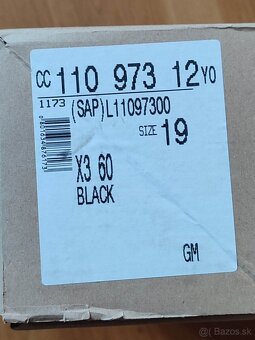 CC 110 973 12 YO
1173 (SAP)L11097300
SIZE 19
X3 60
BLACK
GM
© Bazos.sk